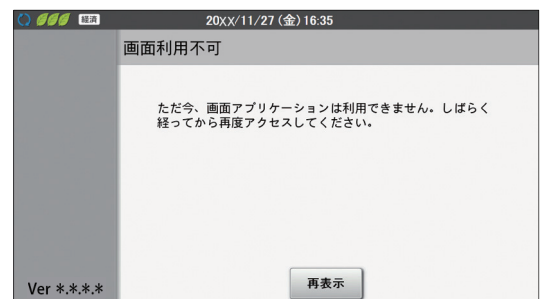 経済 20XX/11/27 (金) 16:35
画面利用不可
ただ今、画面アプリケーションは利用できません。しばらく
経ってから再度アクセスしてください。
再表示
Ver *.*.*.*